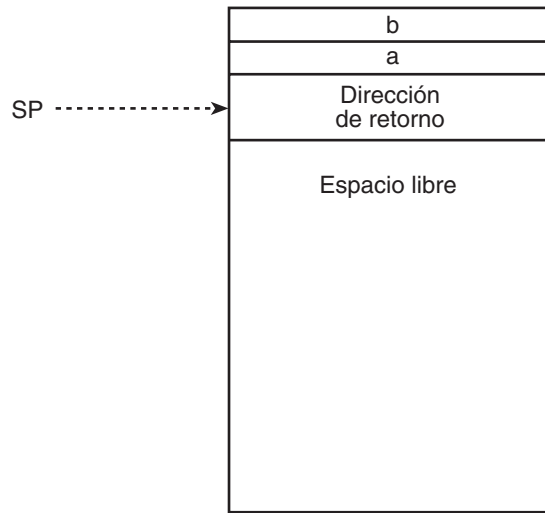 b
a
SP
Dirección
de retorno
Espacio libre